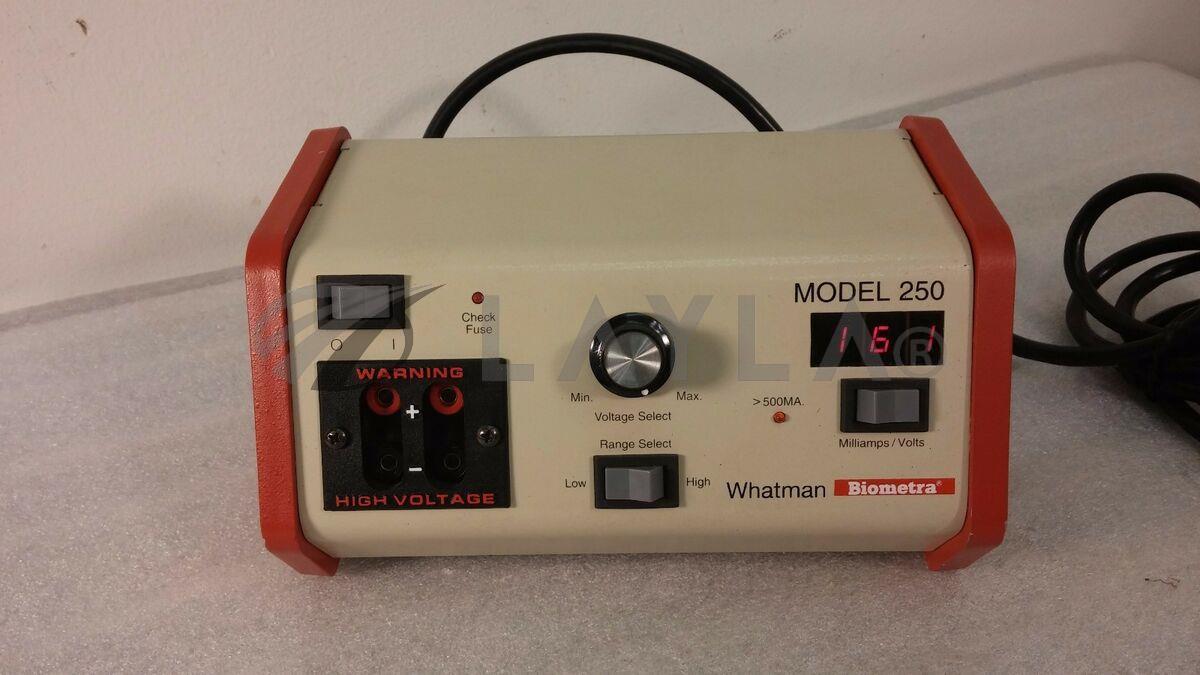 MODEL 250
161
Check
Fuse
O I
WARNING
+
−
HIGH VOLTAGE
Min. Max.
Voltage Select
Range Select
Low High
>500MA.
Milliamps / Volts
Whatman Biometra®
LAYLA®